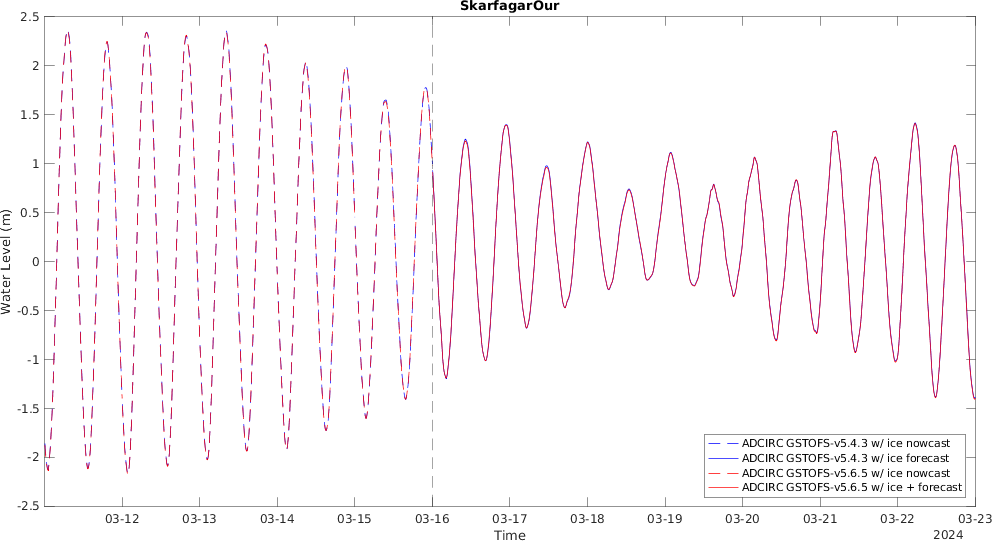 SkarfagarOur
2.5
2
1.5
1
0.5
0
-0.5
-1
-1.5
-2
-2.5
Water Level (m)
ADCIRC GSTOFS-v5.4.3 w/ ice nowcast
ADCIRC GSTOFS-v5.4.3 w/ ice forecast
ADCIRC GSTOFS-v5.6.5 w/ ice nowcast
ADCIRC GSTOFS-v5.6.5 w/ ice + forecast
03-12 03-13 03-14 03-15 03-16 03-17 03-18 03-19 03-20 03-21 03-22 03-23
Time
2024